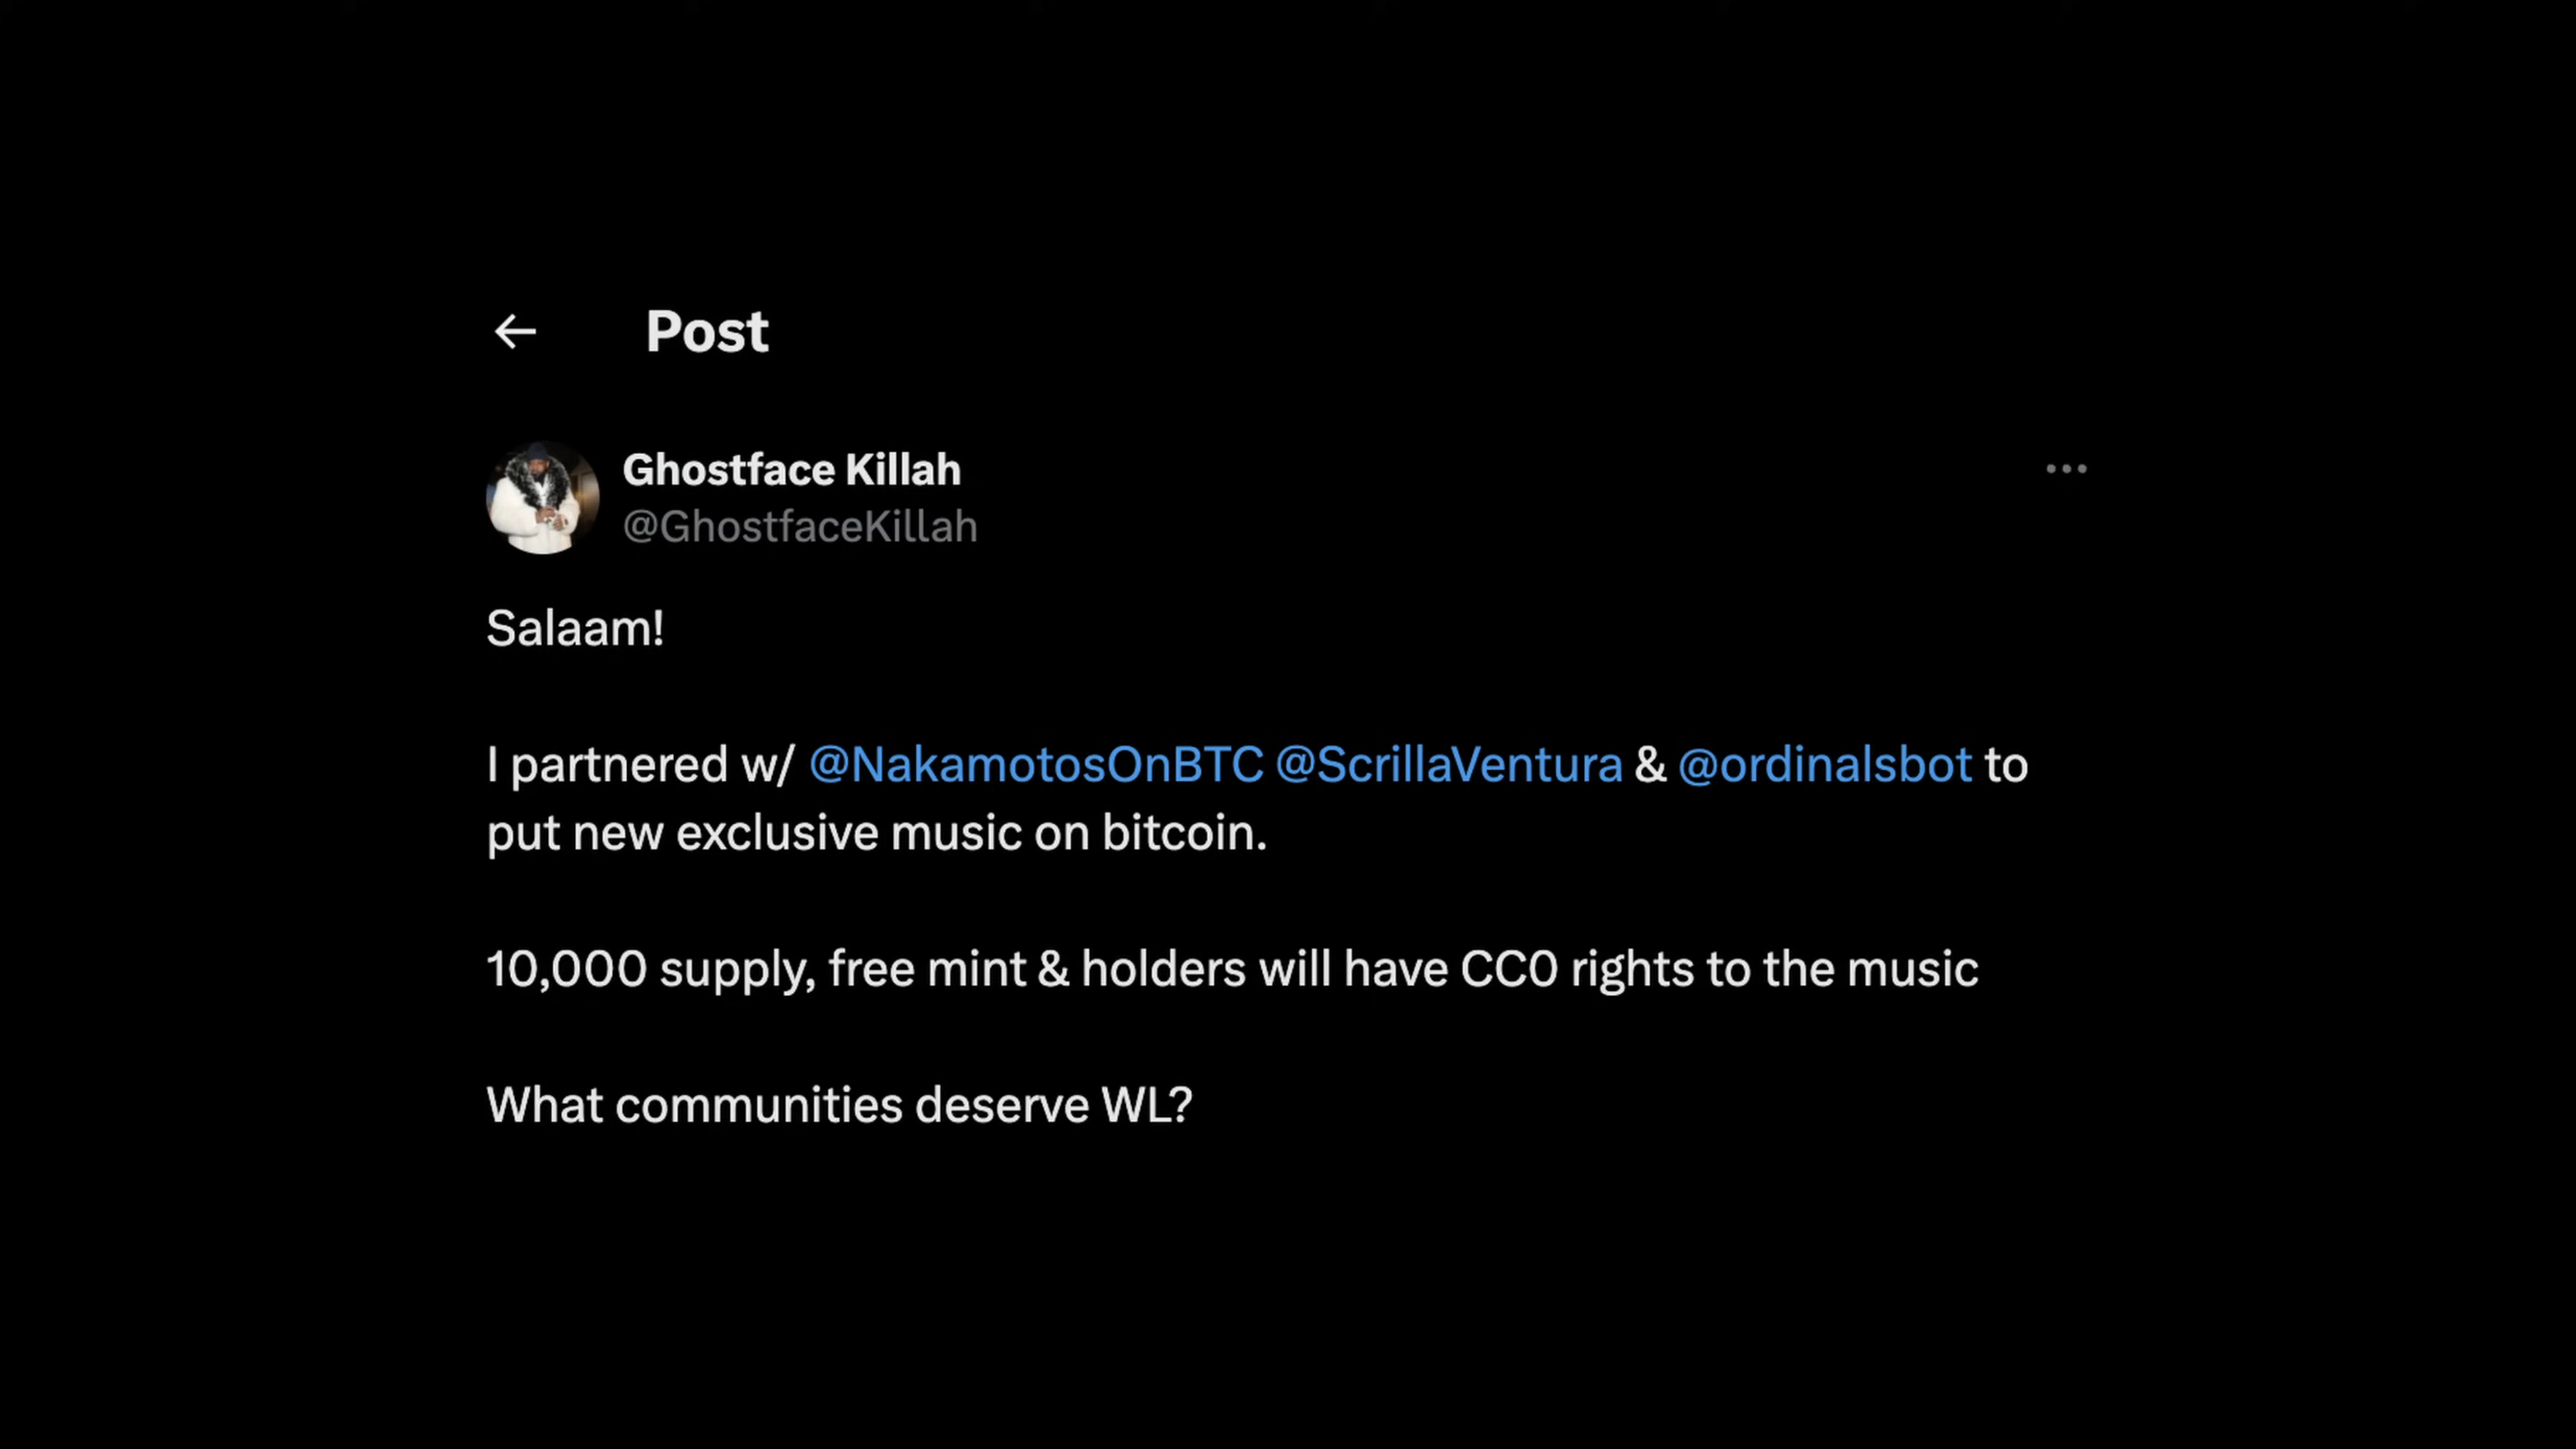 Post
Ghostface Killah
@GhostfaceKillah
Salaam!
I partnered w/ @NakamotosOnBTC @ScrillaVentura & @ordinalsbot to
put new exclusive music on bitcoin.
10,000 supply, free mint & holders will have CC0 rights to the music
What communities deserve WL?